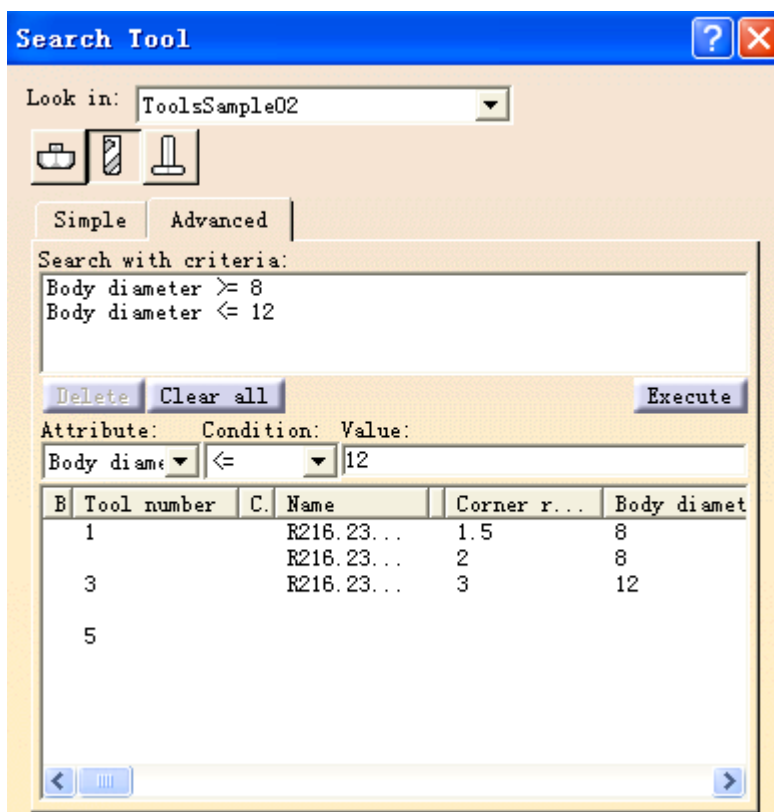 Search Tool
Look in: ToolsSample02
Simple Advanced
Search with criteria:
Body diameter >= 8
Body diameter <= 12
Delete Clear all Execute
Attribute: Condition: Value:
Body diame <= 12
B Tool number C. Name Corner r... Body diamet
1 R216.23... 1.5 8
R216.23... 2 8
3 R216.23... 3 12
5